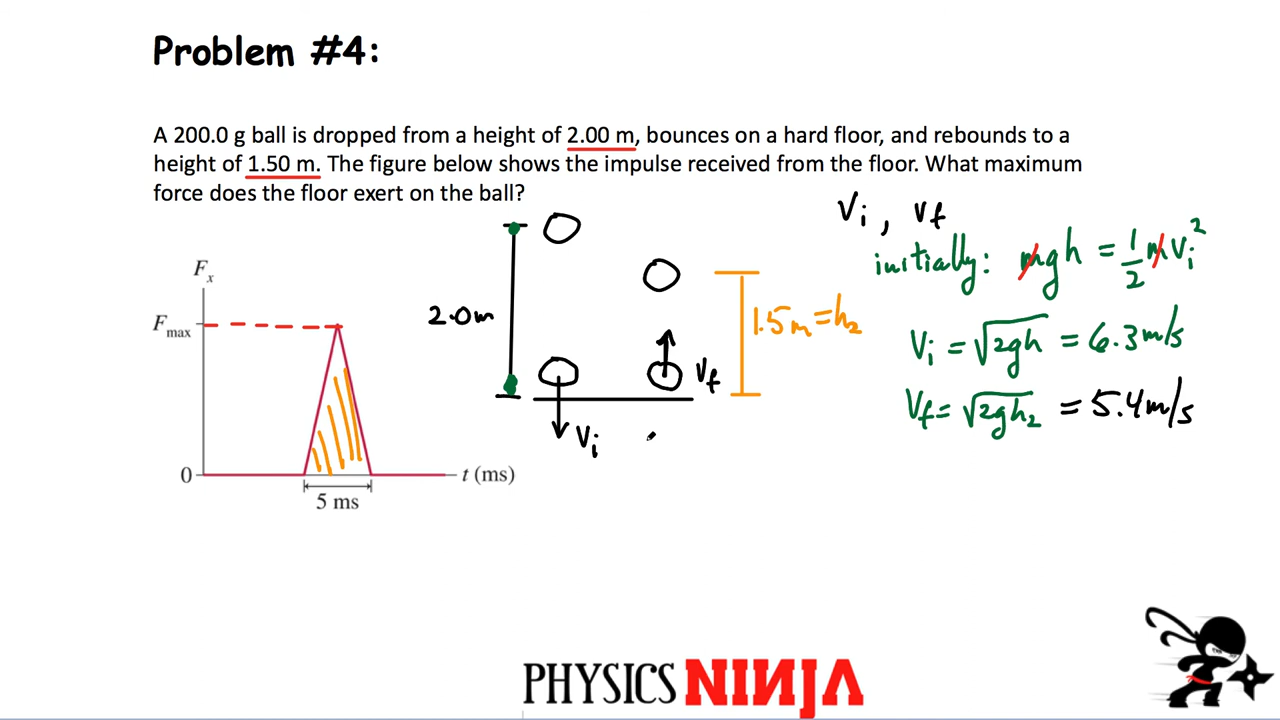 Problem #4:
A 200.0 g ball is dropped from a height of 2.00 m, bounces on a hard floor, and rebounds to a
height of 1.50 m. The figure below shows the impulse received from the floor. What maximum
force does the floor exert on the ball?
Vi , Vf
initially: mgh = 1/2 mVi²
Vi = √2gh = 6.3 m/s
Vf = √2gh₂ = 5.4 m/s
Fx
Fmax
0
t (ms)
5 ms
2.0m
1.5m = h₂
Vf
Vi
PHYSICS NINJA